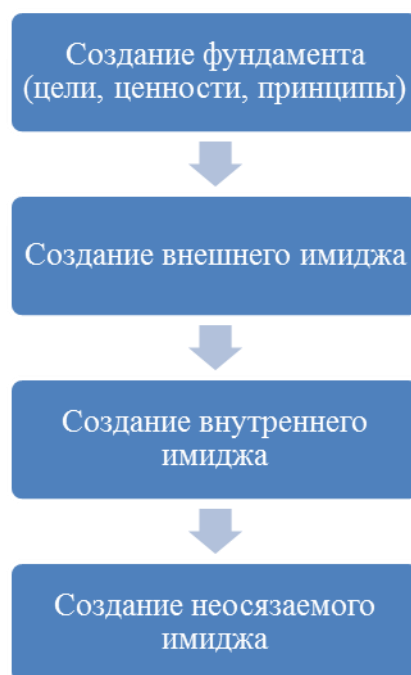 Создание фундамента
(цели, ценности, принципы)
Создание внешнего имиджа
Создание внутреннего
имиджа
Создание неосязаемого
имиджа